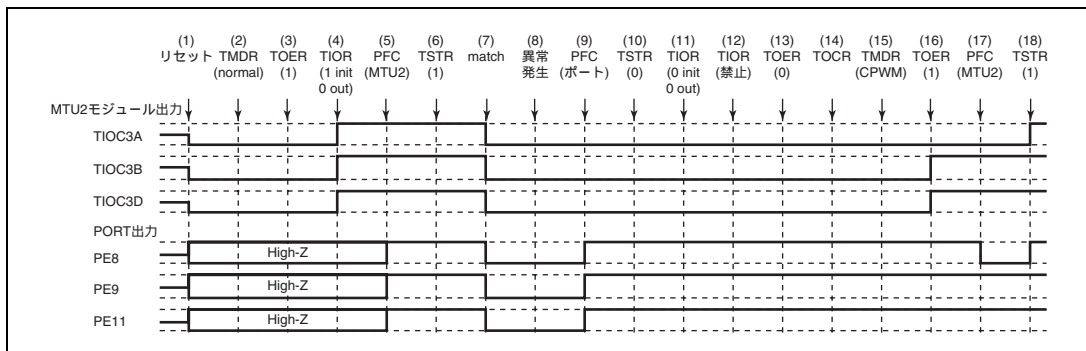 (1) (2) (3) (4) (5) (6) (7) (8) (9) (10) (11) (12) (13) (14) (15) (16) (17) (18)
リセット TMDR TOER TIOR PFC TSTR match 異常 PFC TSTR TIOR TIOR TOER TOCR TMDR TOER PFC TSTR
(normal) (1) (1 init (MTU2) (1) 発生 (ポート) (0) (0 init (禁止) (0) (CPWM) (1) (MTU2) (1)
0 out) 0 out)
MTU2モジュール出力
TIOC3A
TIOC3B
TIOC3D
PORT出力
PE8 High-Z
PE9 High-Z
PE11 High-Z